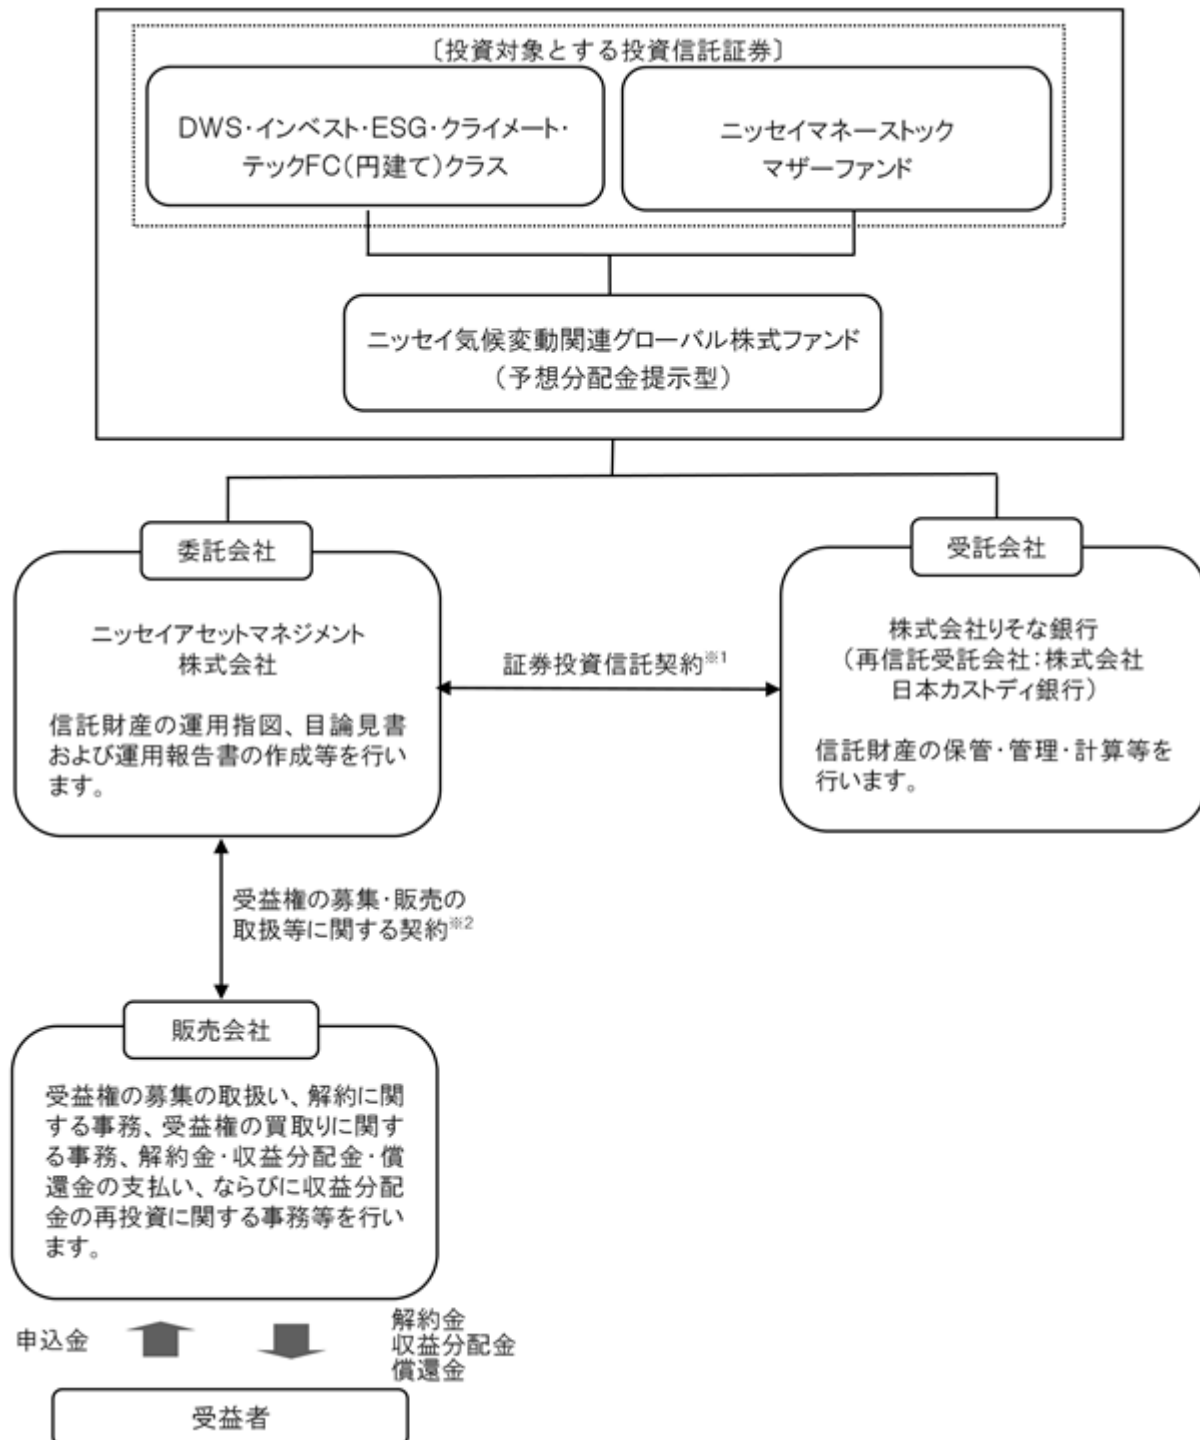 〔投資対象とする投資信託証券〕
DWS・インベスト・ESG・クライメート・
テックFC（円建て）クラス
ニッセイマネーストック
マザーファンド
ニッセイ気候変動関連グローバル株式ファンド
（予想分配金提示型）
委託会社
ニッセイアセットマネジメント
株式会社
信託財産の運用指図、目論見書
および運用報告書の作成等を行い
ます。
証券投資信託契約※1
受託会社
株式会社りそな銀行
（再信託受託会社：株式会社
日本カストディ銀行）
信託財産の保管・管理・計算等を
行います。
受益権の募集・販売の
取扱等に関する契約※2
販売会社
受益権の募集の取扱い、解約に関
する事務、受益権の買取りに関す
る事務、解約金・収益分配金・償
還金の支払い、ならびに収益分配
金の再投資に関する事務等を行い
ます。
申込金
解約金
収益分配金
償還金
受益者